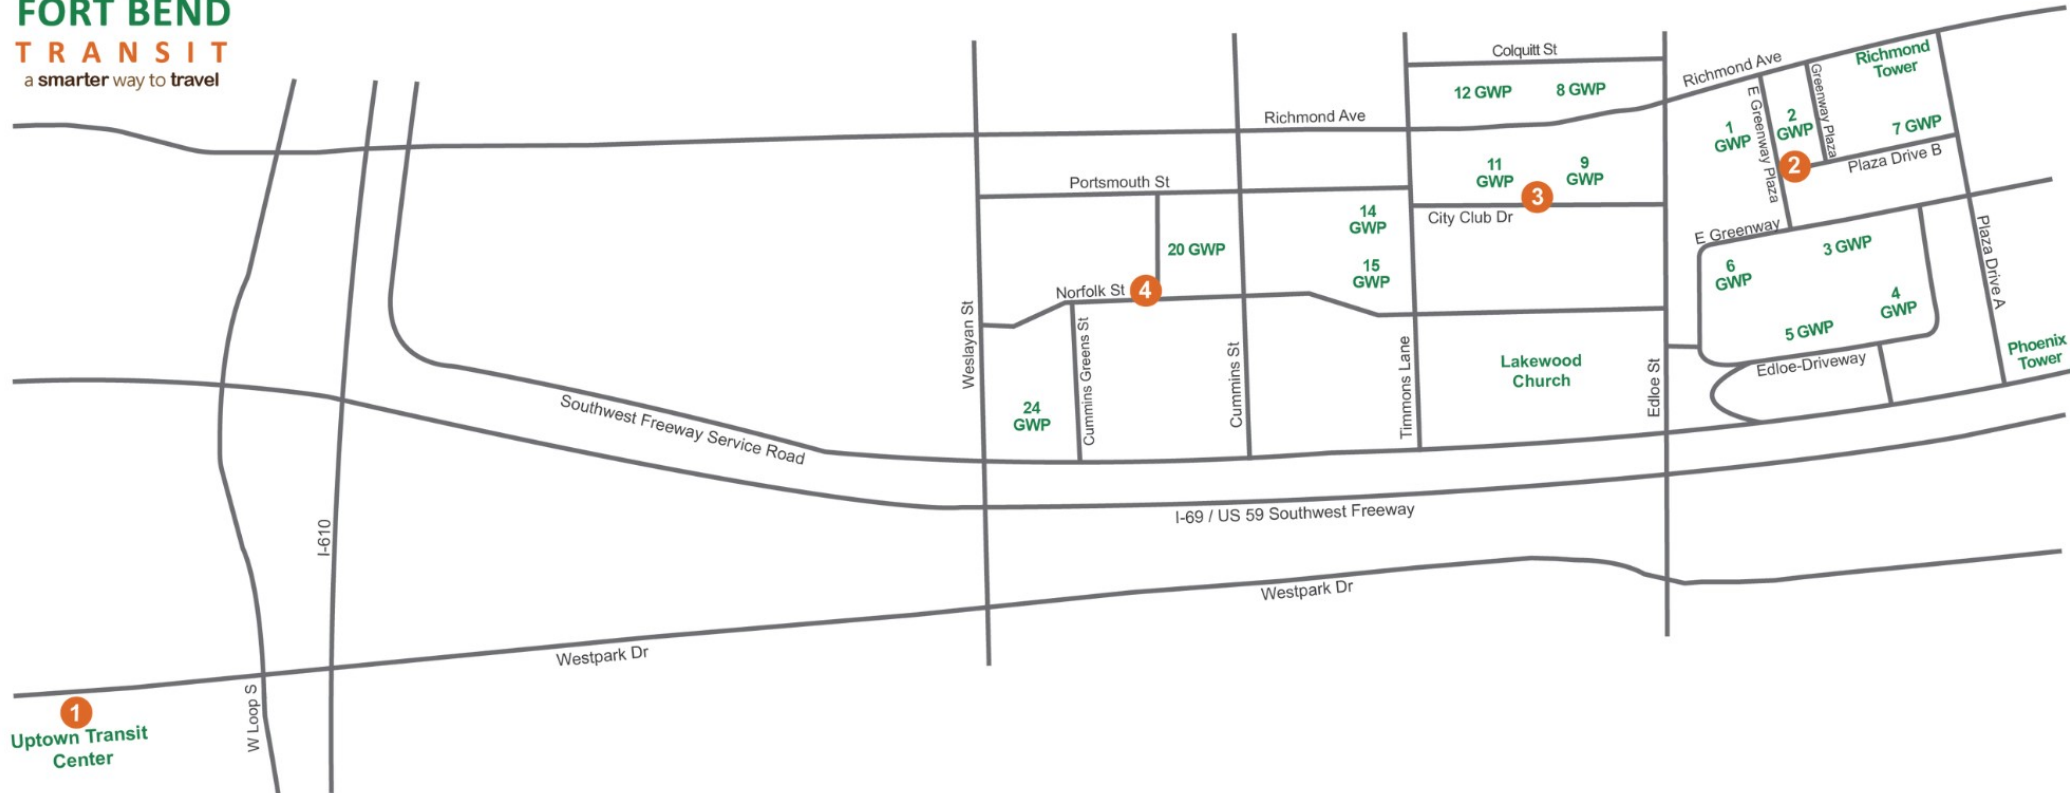 FORT BEND
TRANSIT
a smarter way to travel
Colquitt St
12 GWP
8 GWP
Richmond Ave
Richmond Ave
Richmond
Tower
Greenway Plaza
E Greenway Plaza
1
GWP
2
GWP
7 GWP
2
Plaza Drive B
Portsmouth St
11
GWP
9
GWP
3
City Club Dr
14
GWP
20 GWP
15
GWP
E Greenway
3 GWP
6
GWP
4
GWP
5 GWP
Plaza Drive A
Norfolk St
4
Weslayan St
Cummins Greens St
Cummins St
Timmons Lane
Edloe St
Lakewood
Church
Edloe-Driveway
Phoenix
Tower
24
GWP
Southwest Freeway Service Road
I-69 / US 59 Southwest Freeway
I-610
Westpark Dr
Westpark Dr
W Loop S
1
Uptown Transit
Center